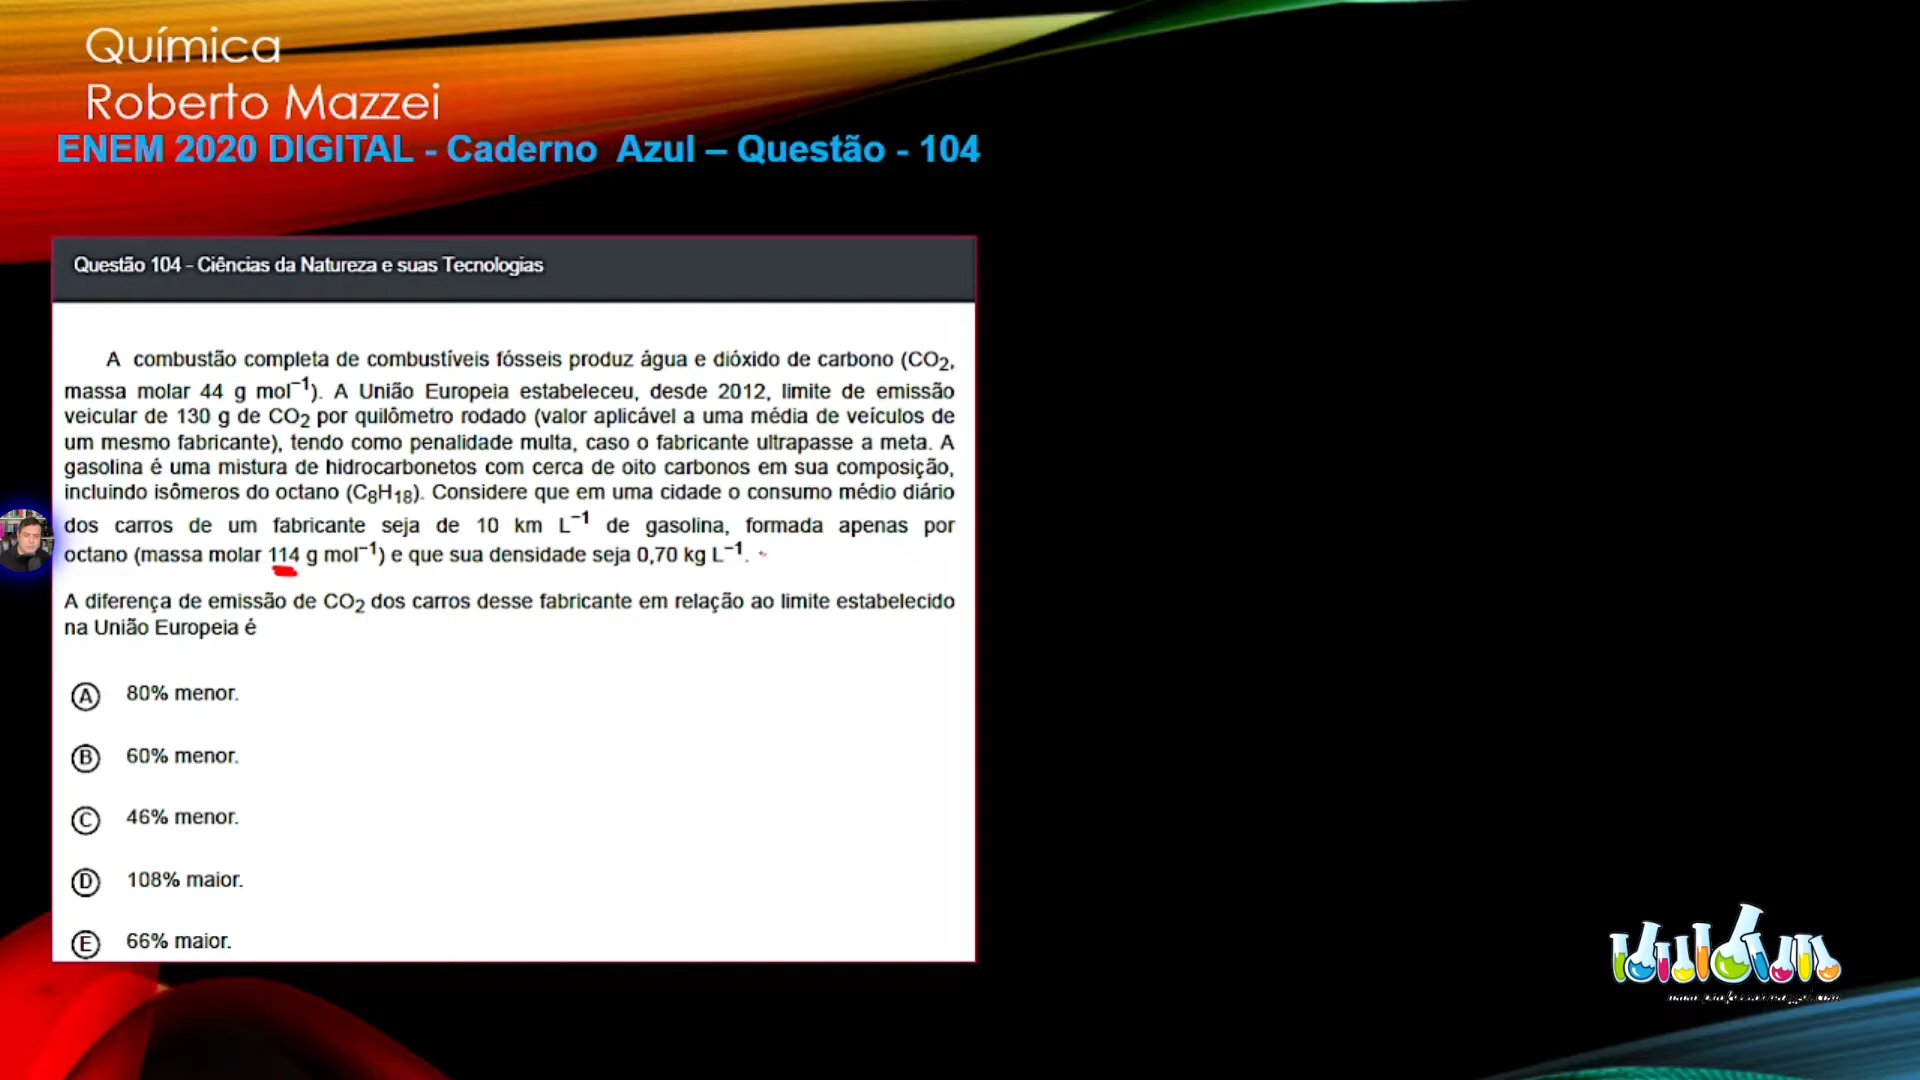 Química
Roberto Mazzei
ENEM 2020 DIGITAL - Caderno Azul – Questão - 104
Questão 104 - Ciências da Natureza e suas Tecnologias
A combustão completa de combustíveis fósseis produz água e dióxido de carbono (CO₂,
massa molar 44 g mol⁻¹). A União Europeia estabeleceu, desde 2012, limite de emissão
veicular de 130 g de CO₂ por quilômetro rodado (valor aplicável a uma média de veículos de
um mesmo fabricante), tendo como penalidade multa, caso o fabricante ultrapasse a meta. A
gasolina é uma mistura de hidrocarbonetos com cerca de oito carbonos em sua composição,
incluindo isômeros do octano (C₈H₁₈). Considere que em uma cidade o consumo médio diário
dos carros de um fabricante seja de 10 km L⁻¹ de gasolina, formada apenas por
octano (massa molar 114 g mol⁻¹) e que sua densidade seja 0,70 kg L⁻¹.
A diferença de emissão de CO₂ dos carros desse fabricante em relação ao limite estabelecido
na União Europeia é
A 80% menor.
B 60% menor.
C 46% menor.
D 108% maior.
E 66% maior.